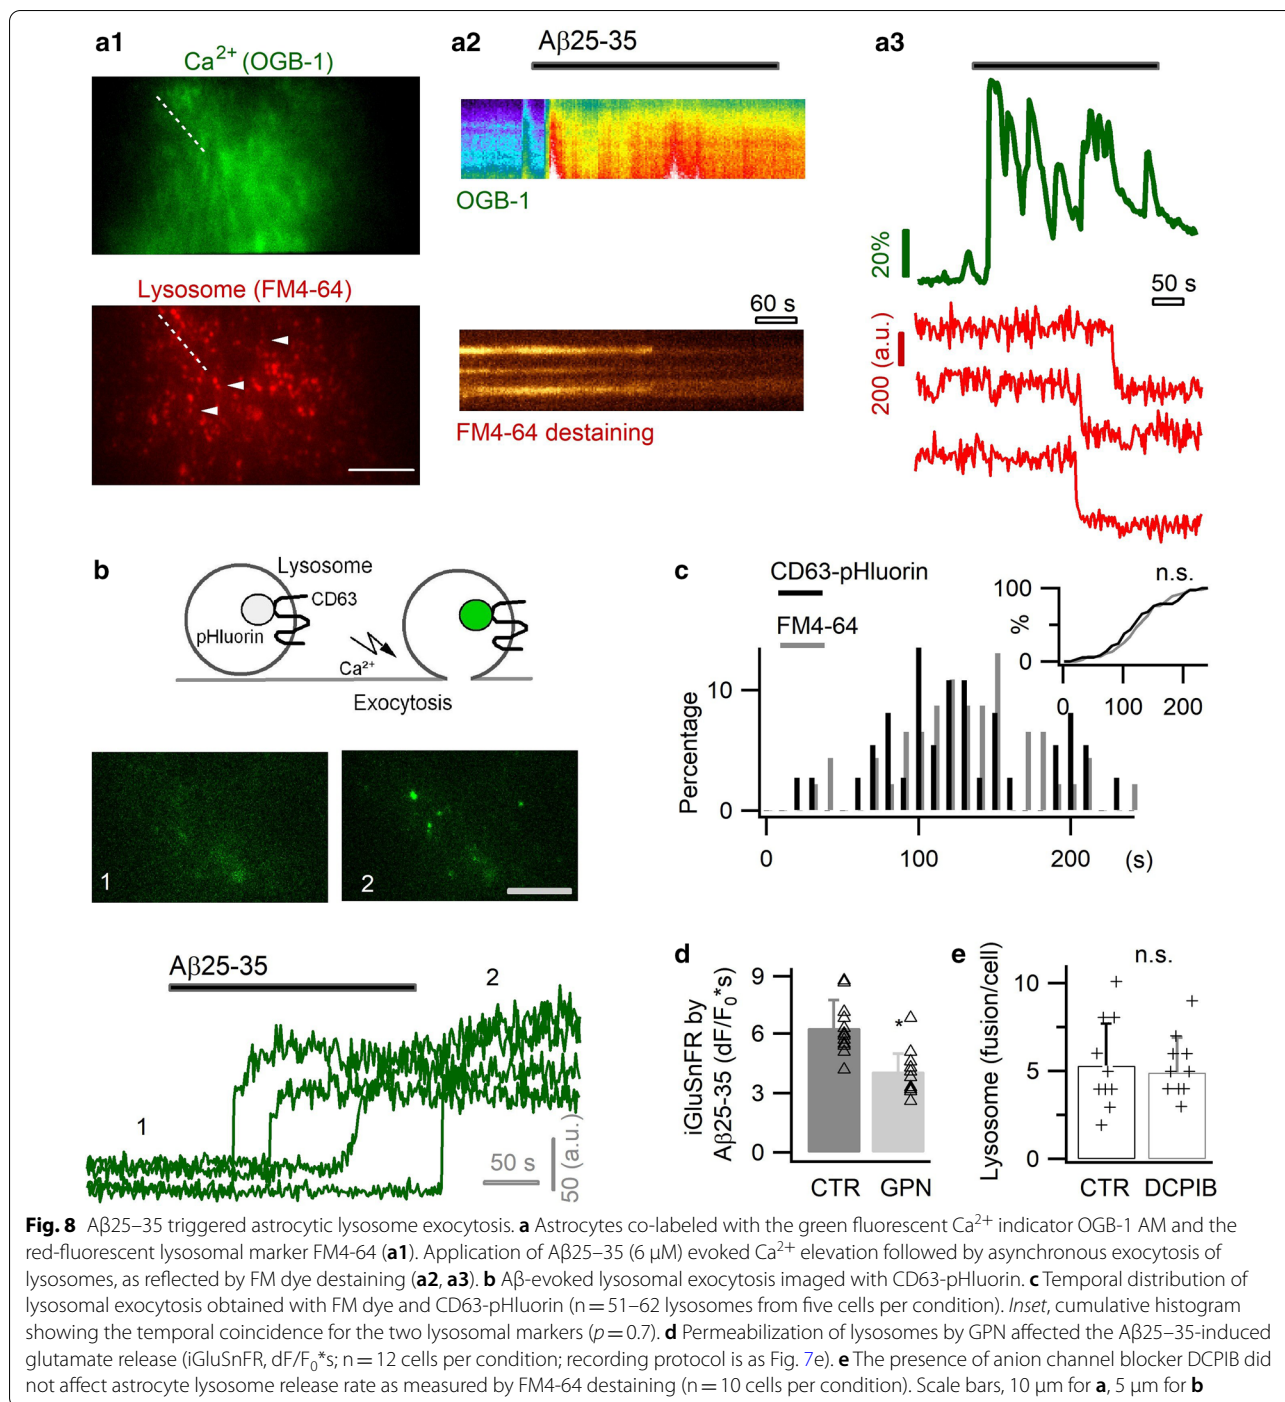 a1
Ca²⁺ (OGB-1)
Lysosome (FM4-64)
a2
Aβ25-35
OGB-1
60 s
FM4-64 destaining
a3
20%
50 s
200 (a.u.)
b
Lysosome
CD63
pHluorin
Ca²⁺
Exocytosis
1
2
Aβ25-35
2
1
50 s
50 (a.u.)
c
CD63-pHluorin
FM4-64
Percentage
10
0
0 100 200 (s)
n.s.
%
100
0
0 100 200
d
iGluSnFR by
Aβ25-35 (dF/F₀*s)
9
6
3
0
*
CTR GPN
e
n.s.
Lysosome (fusion/cell)
10
5
0
CTR DCPIB
Fig. 8 Aβ25–35 triggered astrocytic lysosome exocytosis. a Astrocytes co-labeled with the green fluorescent Ca²⁺ indicator OGB-1 AM and the
red-fluorescent lysosomal marker FM4-64 (a1). Application of Aβ25–35 (6 μM) evoked Ca²⁺ elevation followed by asynchronous exocytosis of
lysosomes, as reflected by FM dye destaining (a2, a3). b Aβ-evoked lysosomal exocytosis imaged with CD63-pHluorin. c Temporal distribution of
lysosomal exocytosis obtained with FM dye and CD63-pHluorin (n = 51–62 lysosomes from five cells per condition). Inset, cumulative histogram
showing the temporal coincidence for the two lysosomal markers (p = 0.7). d Permeabilization of lysosomes by GPN affected the Aβ25–35-induced
glutamate release (iGluSnFR, dF/F₀*s; n = 12 cells per condition; recording protocol is as Fig. 7e). e The presence of anion channel blocker DCPIB did
not affect astrocyte lysosome release rate as measured by FM4-64 destaining (n = 10 cells per condition). Scale bars, 10 μm for a, 5 μm for b